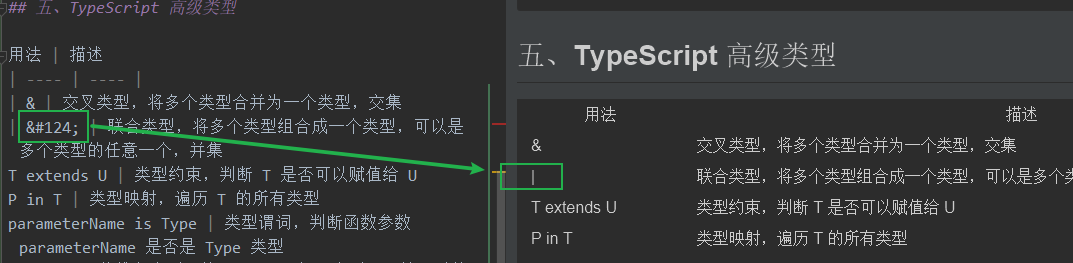 ## 五、TypeScript 高级类型
用法 | 描述
| ---- | ---- |
| & | 交叉类型，将多个类型合并为一个类型，交集
| &#124; | 联合类型，将多个类型组合成一个类型，可以是
多个类型的任意一个，并集
T extends U | 类型约束，判断 T 是否可以赋值给 U
P in T | 类型映射，遍历 T 的所有类型
parameterName is Type | 类型谓词，判断函数参数
parameterName 是否是 Type 类型
五、TypeScript 高级类型
用法 描述
& 交叉类型，将多个类型合并为一个类型，交集
| 联合类型，将多个类型组合成一个类型，可以是多个类
T extends U 类型约束，判断 T 是否可以赋值给 U
P in T 类型映射，遍历 T 的所有类型